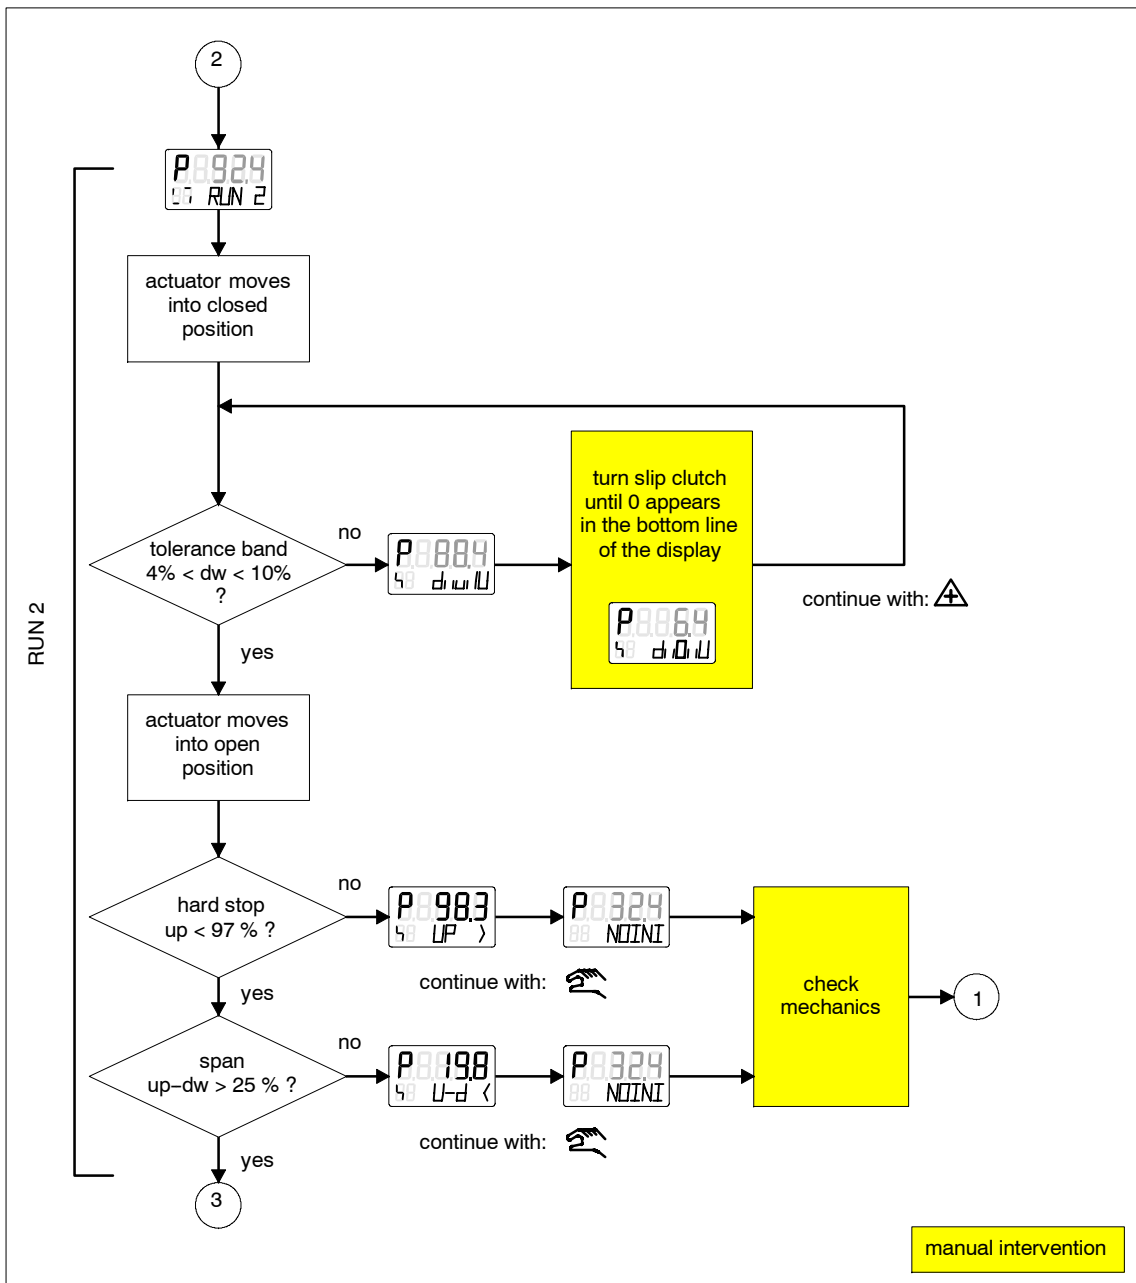 2
P 92.4
RUN 2
actuator moves
into closed
position
tolerance band
4% < dw < 10%
?
no
P 88.4
turn slip clutch
until 0 appears
in the bottom line
of the display
P 6.4
continue with:
yes
RUN 2
actuator moves
into open
position
hard stop
up < 97 % ?
no
P 98.3
UP >
P 32.4
NOINI
continue with:
check
mechanics
1
yes
span
up–dw > 25 % ?
no
P 19.8
U-d <
P 32.4
NOINI
continue with:
yes
3
manual intervention